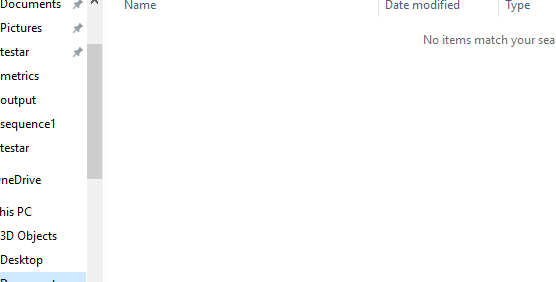 Documents
Pictures
testar
metrics
output
sequence1
testar
neDrive
his PC
3D Objects
Desktop
Name Date modified Type
No items match your sea